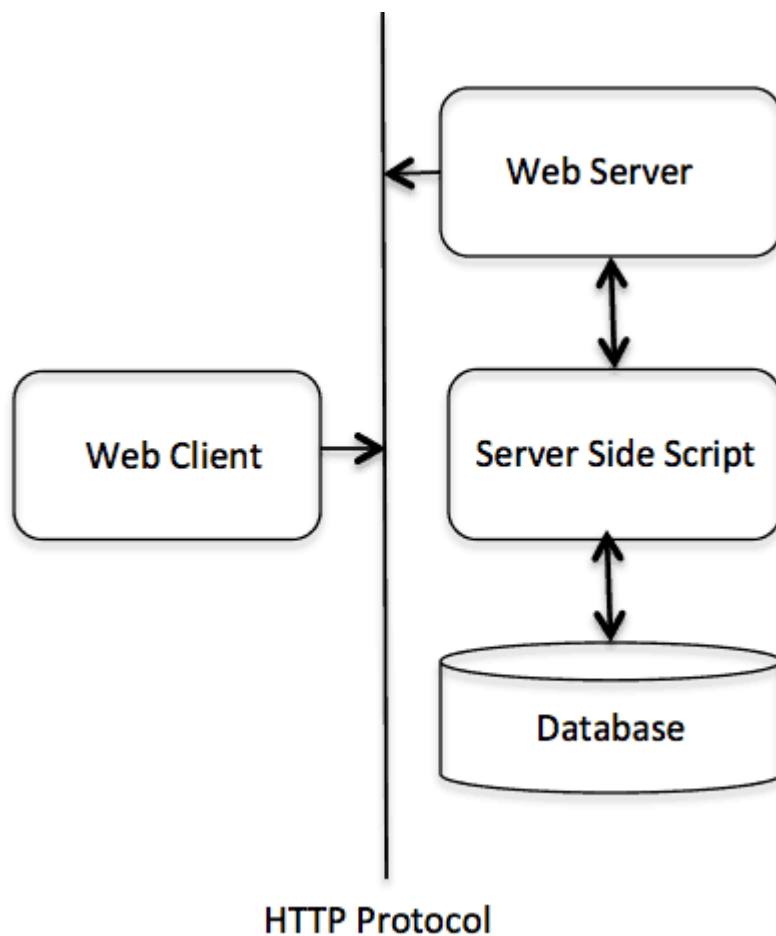 Web Server
Web Client
Server Side Script
Database
HTTP Protocol